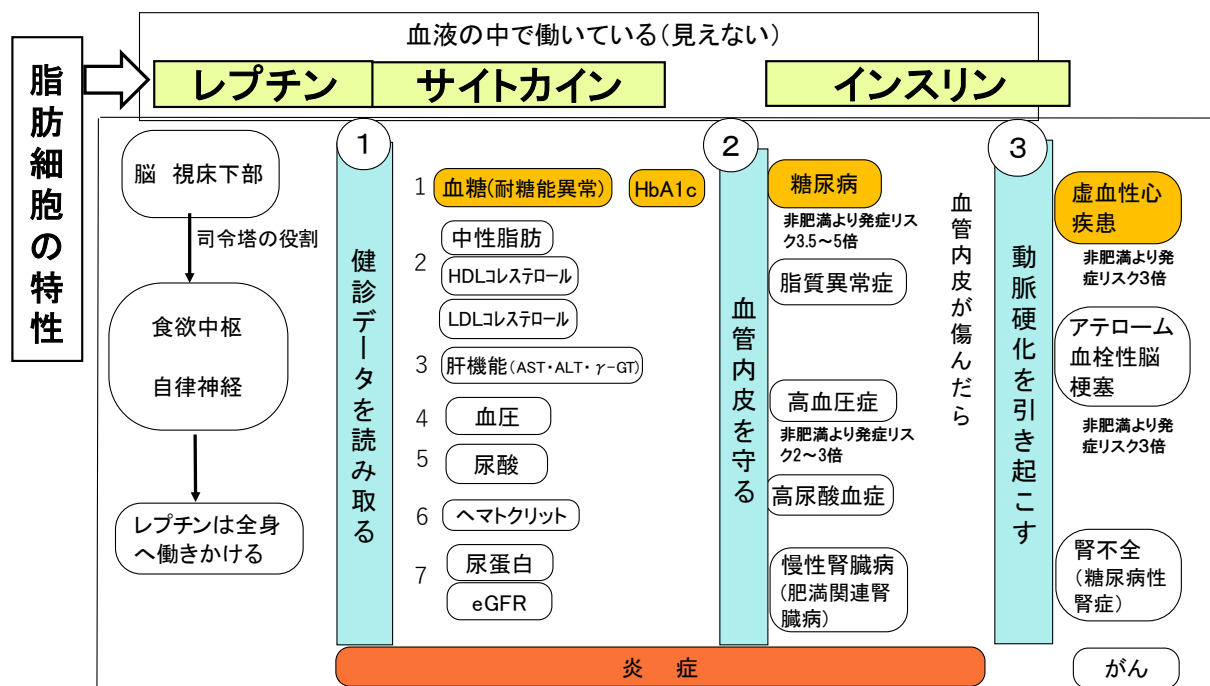 脂肪細胞の特性
血液の中で働いている(見えない)
レプチン
サイトカイン
インスリン
脳 視床下部
司令塔の役割
食欲中枢
自律神経
レプチンは全身
へ働きかける
1
健診データを読み取る
1
血糖(耐糖能異常)
HbA1c
2
中性脂肪
HDLコレステロール
LDLコレステロール
3
肝機能(AST・ALT・γ-GT)
4
血圧
5
尿酸
6
ヘマトクリット
7
尿蛋白
eGFR
2
血管内皮を守る
糖尿病
非肥満より発症リス
ク3.5~5倍
脂質異常症
高血圧症
非肥満より発症リス
ク2~3倍
高尿酸血症
慢性腎臓病
(肥満関連腎
臓病)
血管内皮が傷んだら
3
動脈硬化を引き起こす
虚血性心
疾患
非肥満より発
症リスク3倍
アテローム
血栓性脳
梗塞
非肥満より発
症リスク3倍
腎不全
(糖尿病性
腎症)
がん
炎 症